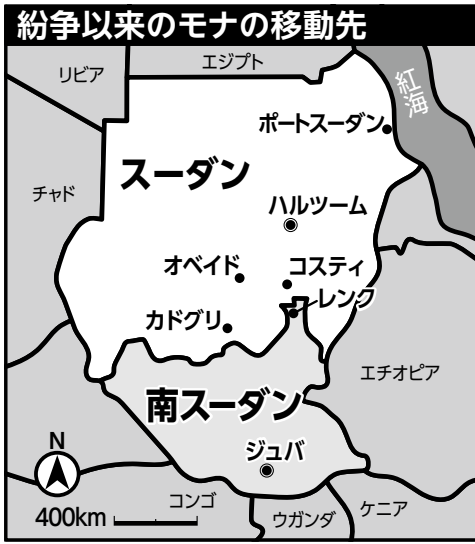 紛争以来のモナの移動先
リビア
エジプト
紅海
ポートスーダン
スーダン
チャド
ハルツーム
オベイド
コスティ
レンク
カドグリ
エチオピア
南スーダン
ジュバ
N
400km
コンゴ
ウガンダ
ケニア